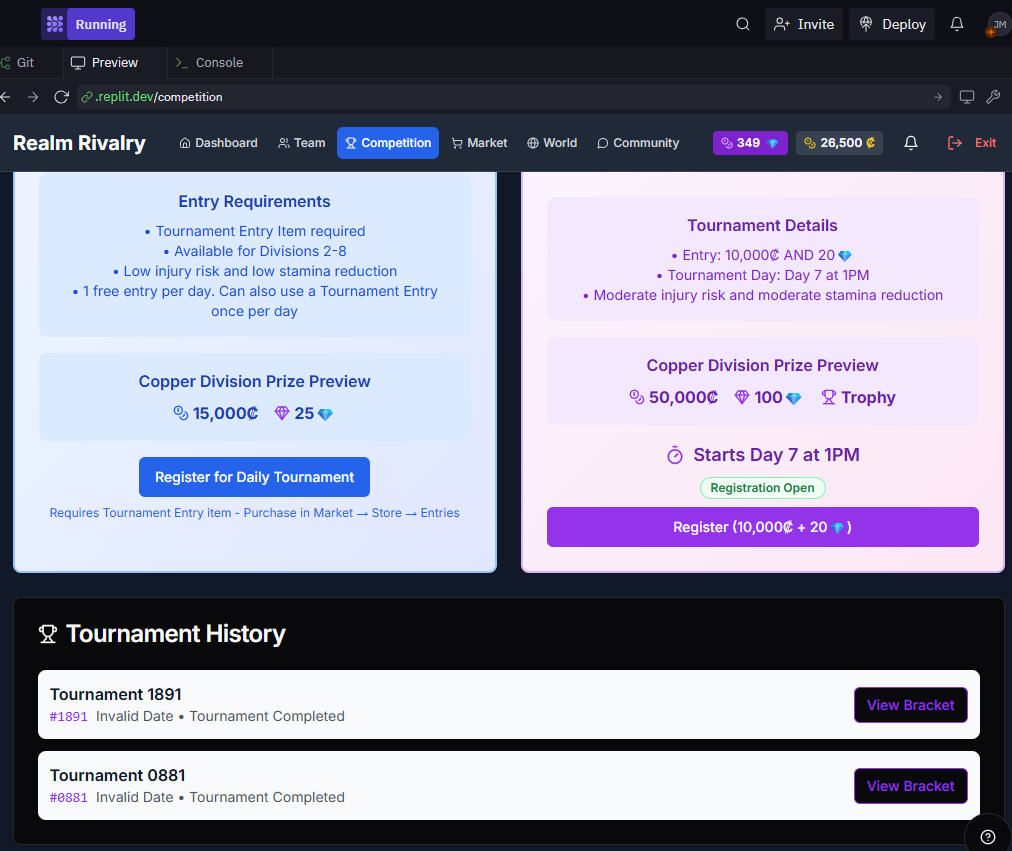 Running
Invite
Deploy
JM
Git
Preview
Console
.replit.dev/competition
Realm Rivalry
Dashboard
Team
Competition
Market
World
Community
349 💎
26,500 ₡
Exit
Entry Requirements
• Tournament Entry Item required
• Available for Divisions 2-8
• Low injury risk and low stamina reduction
• 1 free entry per day. Can also use a Tournament Entry
once per day
Copper Division Prize Preview
15,000₡ 25 💎
Register for Daily Tournament
Requires Tournament Entry item - Purchase in Market → Store → Entries
Tournament Details
• Entry: 10,000₡ AND 20 💎
• Tournament Day: Day 7 at 1PM
• Moderate injury risk and moderate stamina reduction
Copper Division Prize Preview
50,000₡ 100 💎 Trophy
Starts Day 7 at 1PM
Registration Open
Register (10,000₡ + 20 💎 )
Tournament History
Tournament 1891
#1891 Invalid Date • Tournament Completed
View Bracket
Tournament 0881
#0881 Invalid Date • Tournament Completed
View Bracket